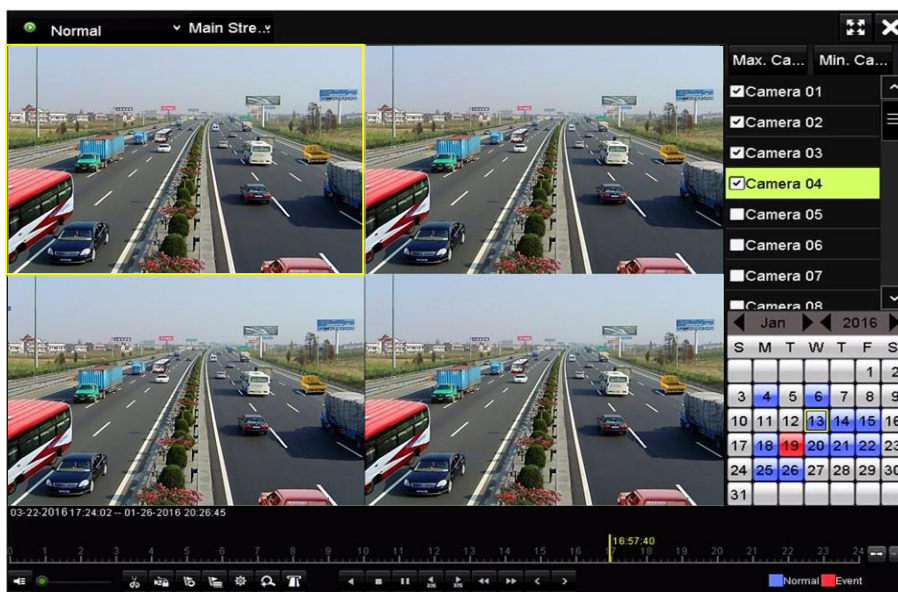 Normal Main Stre..
Max. Ca... Min. Ca...
Camera 01
Camera 02
Camera 03
Camera 04
Camera 05
Camera 06
Camera 07
Camera 08
Jan 2016
S M T W T F S
1 2
3 4 5 6 7 8 9
10 11 12 13 14 15 16
17 18 19 20 21 22 23
24 25 26 27 28 29 30
31
03-22-2016 17:24:02 -- 01-26-2016 20:26:45
16:57:40
0 1 2 3 4 5 6 7 8 9 10 11 12 13 14 15 16 17 18 19 20 21 22 23 24
30S 30S
Normal Event